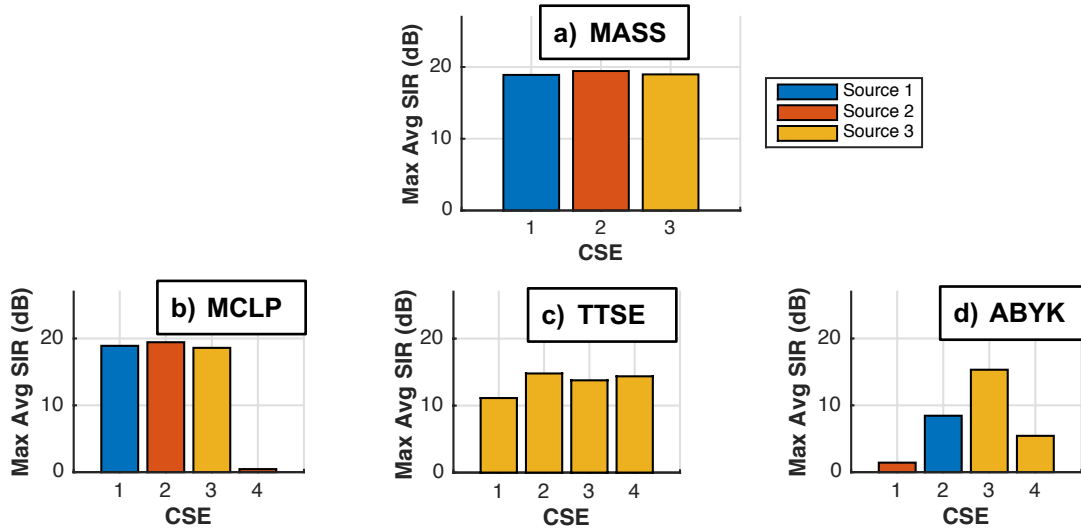 a) MASS
Max Avg SIR (dB)
20
10
0
1 2 3
CSE
Source 1
Source 2
Source 3
b) MCLP
Max Avg SIR (dB)
20
10
0
1 2 3 4
CSE
c) TTSE
Max Avg SIR (dB)
20
10
0
1 2 3 4
CSE
d) ABYK
Max Avg SIR (dB)
20
10
0
1 2 3 4
CSE